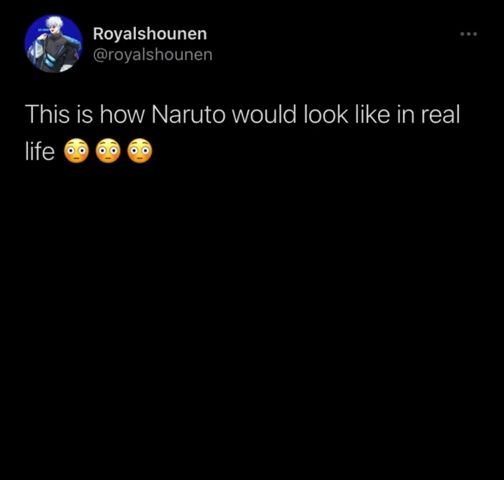 Royalshounen
@royalshounen
This is how Naruto would look like in real
life 😳 😳 😳